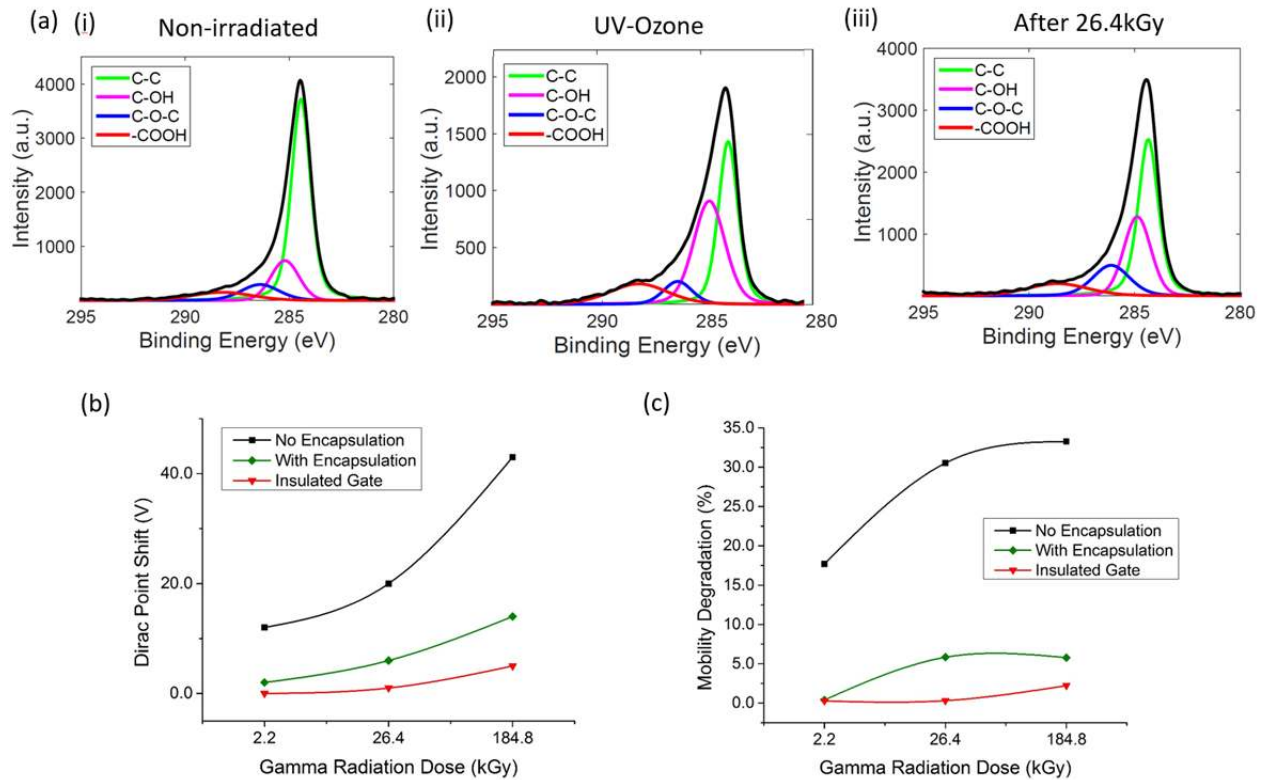 (a) (i) Non-irradiated
C-C
C-OH
C-O-C
-COOH
4000
3000
2000
1000
295 290 285 280
Binding Energy (eV)
Intensity (a.u.)
(ii) UV-Ozone
C-C
C-OH
C-O-C
-COOH
2000
1500
1000
500
295 290 285 280
Binding Energy (eV)
Intensity (a.u.)
(iii) After 26.4kGy
C-C
C-OH
C-O-C
-COOH
4000
3000
2000
1000
0
295 290 285 280
Binding Energy (eV)
Intensity (a.u.)
(b)
No Encapsulation
With Encapsulation
Insulated Gate
40.0
20.0
0.0
Dirac Point Shift (V)
2.2 26.4 184.8
Gamma Radiation Dose (kGy)
(c)
35.0
30.0
25.0
20.0
15.0
10.0
5.0
0.0
Mobility Degradation (%)
No Encapsulation
With Encapsulation
Insulated Gate
2.2 26.4 184.8
Gamma Radiation Dose (kGy)